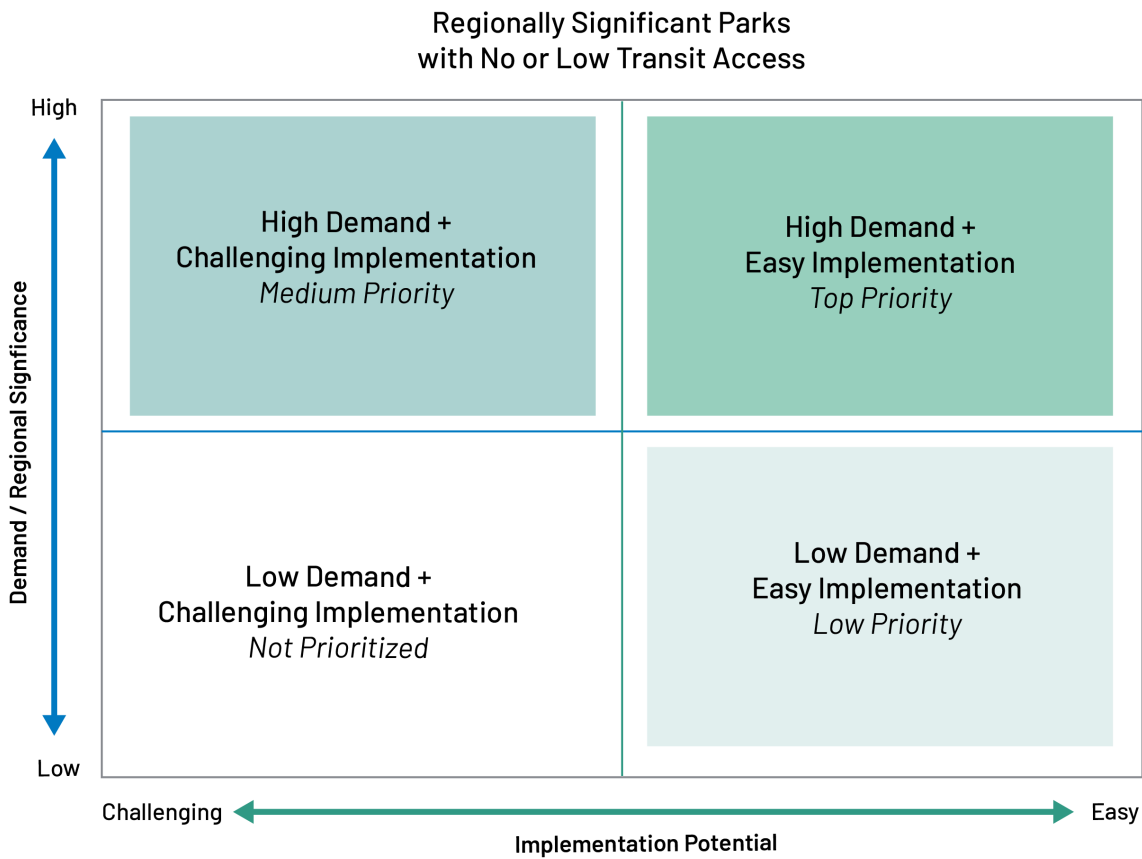 Regionally Significant Parks
with No or Low Transit Access
High
High Demand +
Challenging Implementation
Medium Priority
High Demand +
Easy Implementation
Top Priority
Demand / Regional Signficance
Low Demand +
Challenging Implementation
Not Prioritized
Low Demand +
Easy Implementation
Low Priority
Low
Challenging
Easy
Implementation Potential